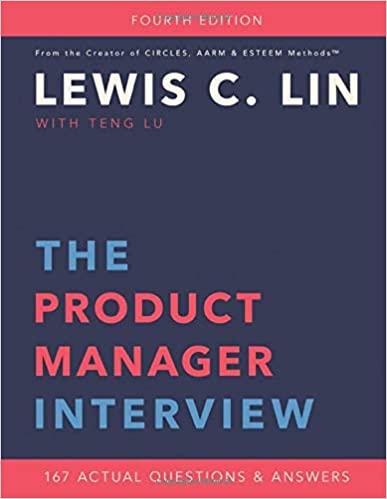 FOURTH EDITION
From the Creator of CIRCLES, AARM & ESTEEM Methods™
LEWIS C. LIN
WITH TENG LU
THE
PRODUCT
MANAGER
INTERVIEW
167 ACTUAL QUESTIONS & ANSWERS